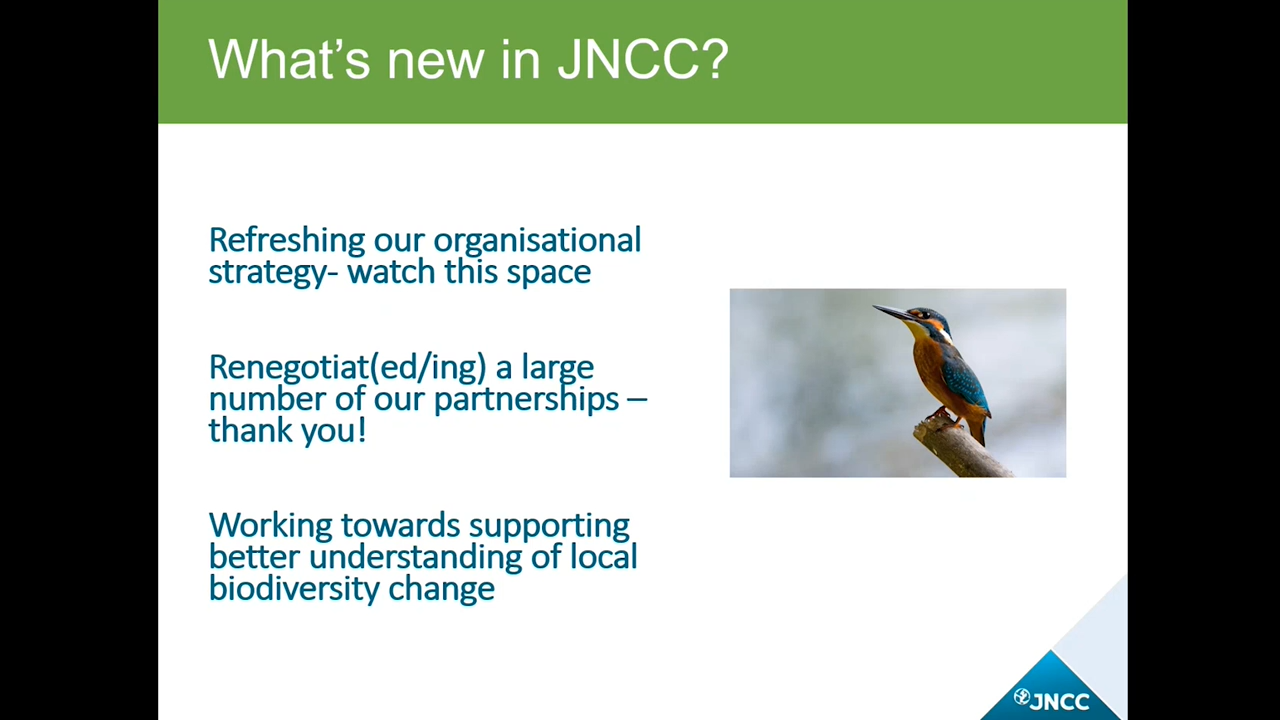 What's new in JNCC?
Refreshing our organisational
strategy- watch this space
Renegotiat(ed/ing) a large
number of our partnerships –
thank you!
Working towards supporting
better understanding of local
biodiversity change
JNCC